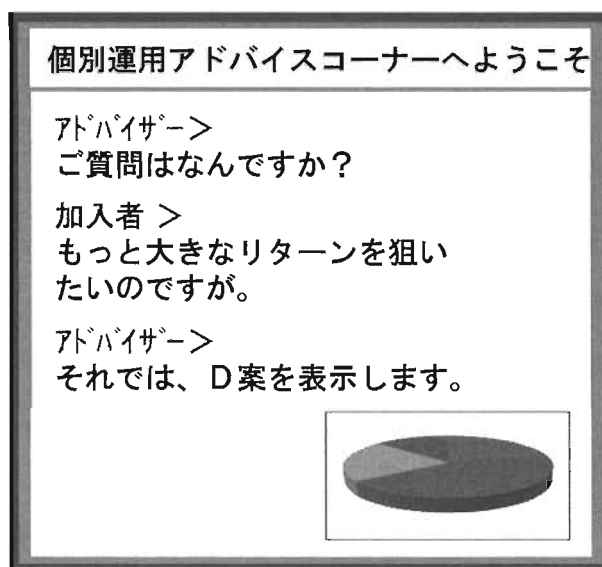 個別運用アドバイスコーナーへようこそ
ｱﾄﾞﾊﾞｲｻﾞｰ＞
ご質問はなんですか？
加入者 ＞
もっと大きなリターンを狙い
たいのですが。
ｱﾄﾞﾊﾞｲｻﾞｰ＞
それでは、Ｄ案を表示します。